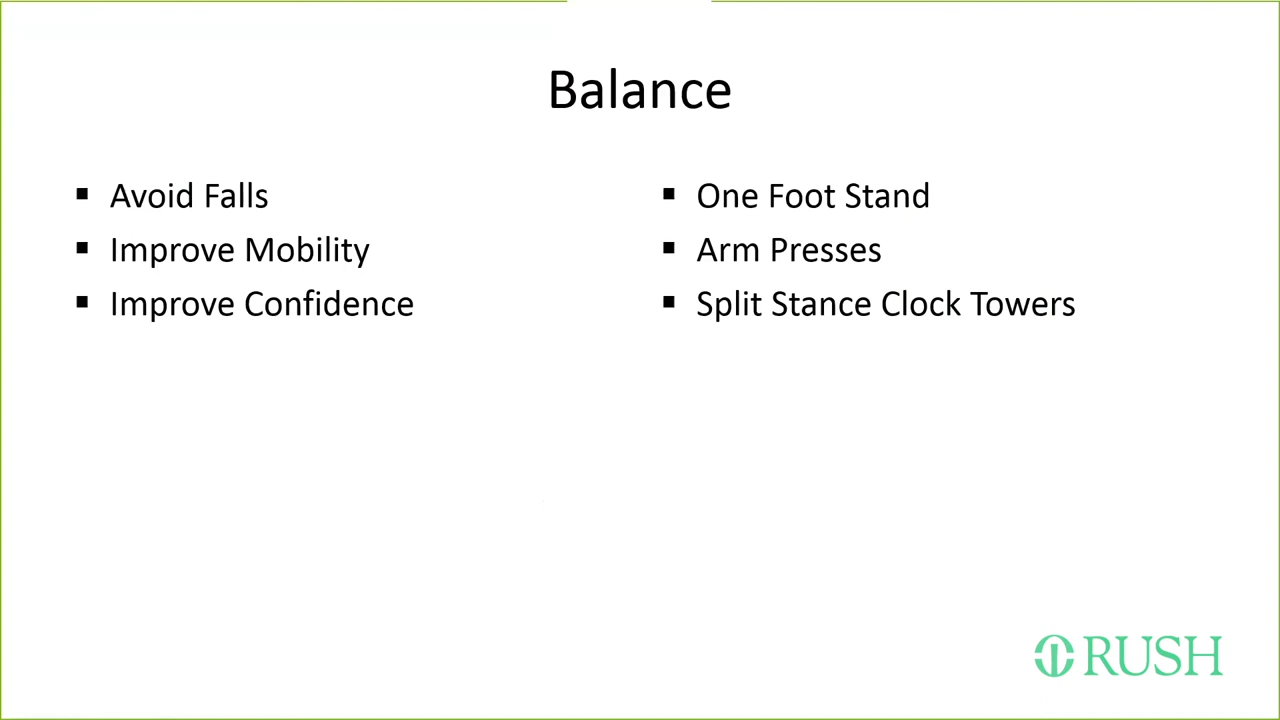 Balance
Avoid Falls
Improve Mobility
Improve Confidence
One Foot Stand
Arm Presses
Split Stance Clock Towers
RUSH